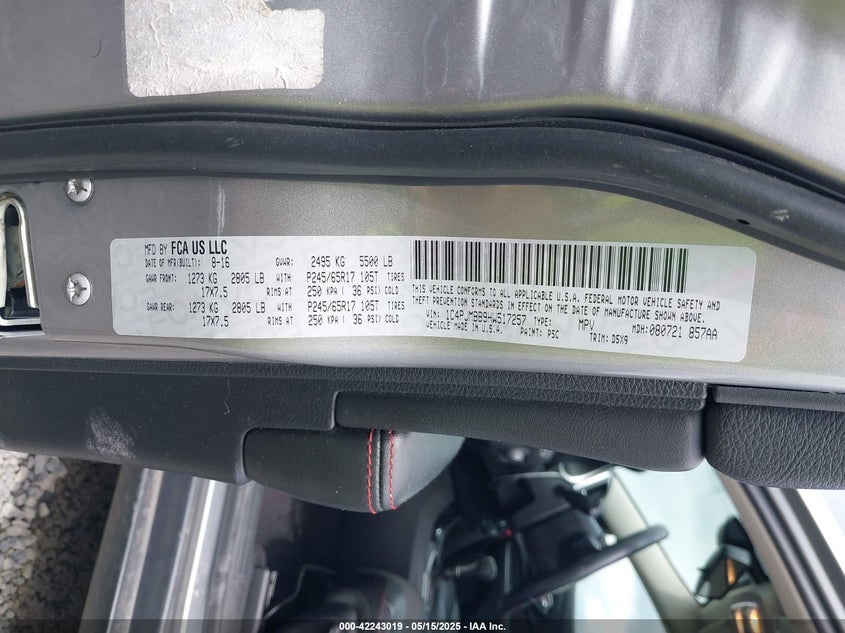 MFD BY FCA US LLC
DATE OF MFR(BUILT): 8-16 GVWR: 2495 KG 5500 LB
GAWR FRONT: 1273 KG 2805 LB WITH P245/65R17 105T TIRES
17X7.5 RIMS AT 250 KPA ( 36 PSI) COLD
GAWR REAR: 1273 KG 2805 LB WITH P245/65R17 105T TIRES
17X7.5 RIMS AT 250 KPA ( 36 PSI) COLD
THIS VEHICLE CONFORMS TO ALL APPLICABLE U.S.A. FEDERAL MOTOR VEHICLE SAFETY AND
THEFT PREVENTION STANDARDS IN EFFECT ON THE DATE OF MANUFACTURE SHOWN ABOVE.
VIN: 1C4PJMBB9HW517257 TYPE: MPV MDH: 080721 857AA
VEHICLE MADE IN U.S.A. PAINT: PSC TRIM: D5X9
000-42243019 — 05/15/2025 — IAA Inc.